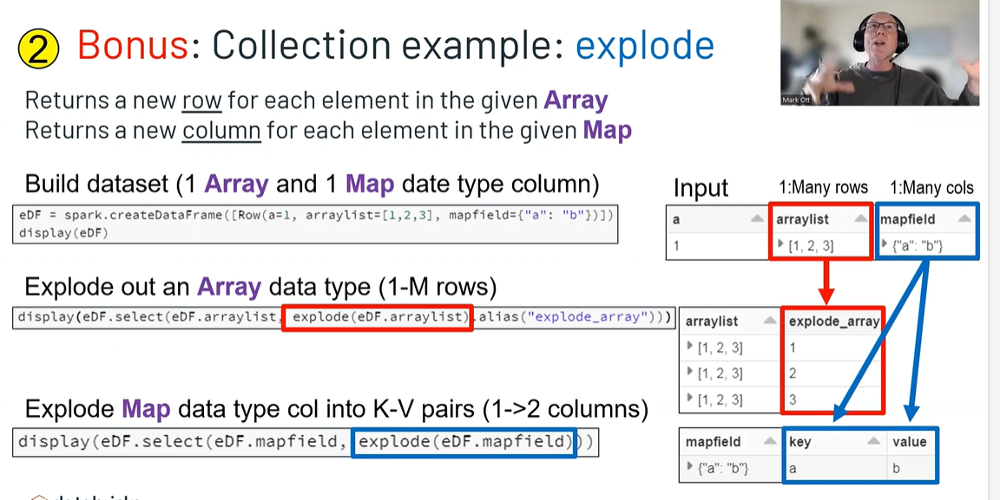 2 Bonus: Collection example: explode
Mark Ott
Returns a new row for each element in the given Array
Returns a new column for each element in the given Map
Build dataset (1 Array and 1 Map date type column)
eDF = spark.createDataFrame([Row(a=1, arraylist=[1,2,3], mapfield={"a": "b"})])
display(eDF)
Input 1:Many rows 1:Many cols
a arraylist mapfield
1 [1, 2, 3] {"a": "b"}
Explode out an Array data type (1-M rows)
display(eDF.select(eDF.arraylist, explode(eDF.arraylist).alias("explode_array")))
arraylist explode_array
[1, 2, 3] 1
[1, 2, 3] 2
[1, 2, 3] 3
Explode Map data type col into K-V pairs (1->2 columns)
display(eDF.select(eDF.mapfield, explode(eDF.mapfield)))
mapfield key value
{"a": "b"} a b